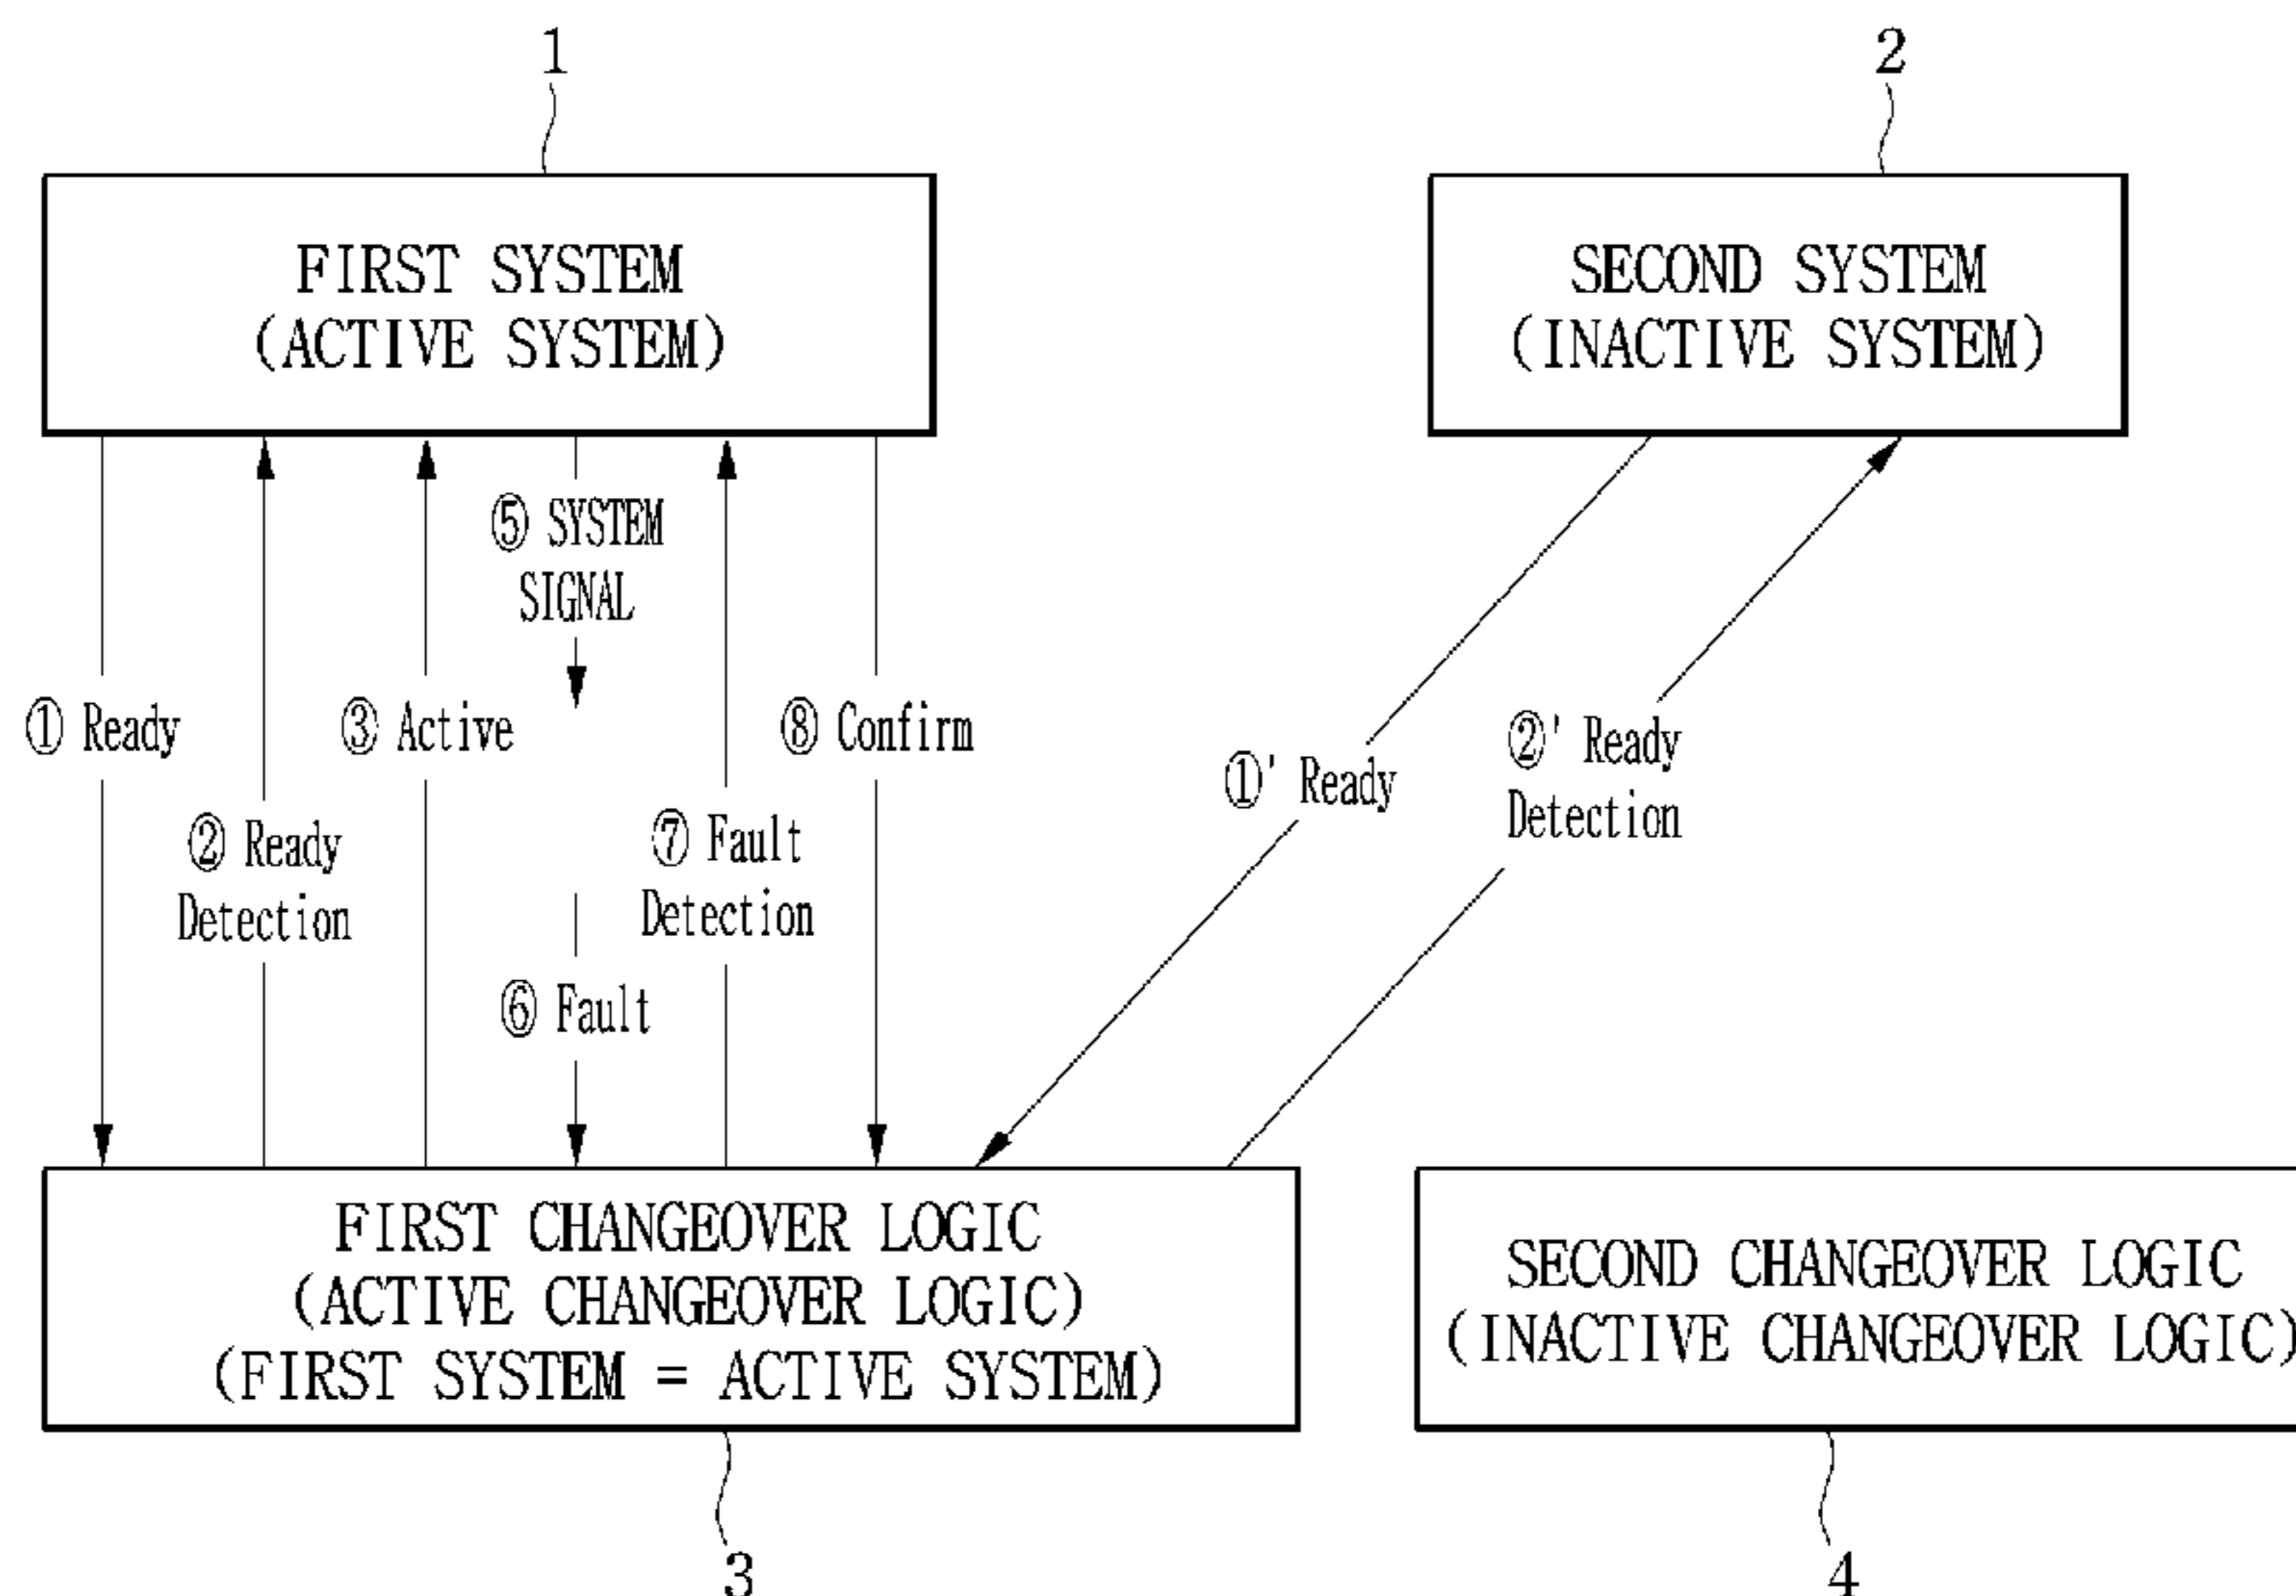 1
2
FIRST SYSTEM
(ACTIVE SYSTEM)
SECOND SYSTEM
(INACTIVE SYSTEM)
⑤ SYSTEM
SIGNAL
① Ready
③ Active
⑧ Confirm
①' Ready
②' Ready
Detection
② Ready
Detection
⑦ Fault
Detection
⑥ Fault
FIRST CHANGEOVER LOGIC
(ACTIVE CHANGEOVER LOGIC)
(FIRST SYSTEM = ACTIVE SYSTEM)
SECOND CHANGEOVER LOGIC
(INACTIVE CHANGEOVER LOGIC)
3
4